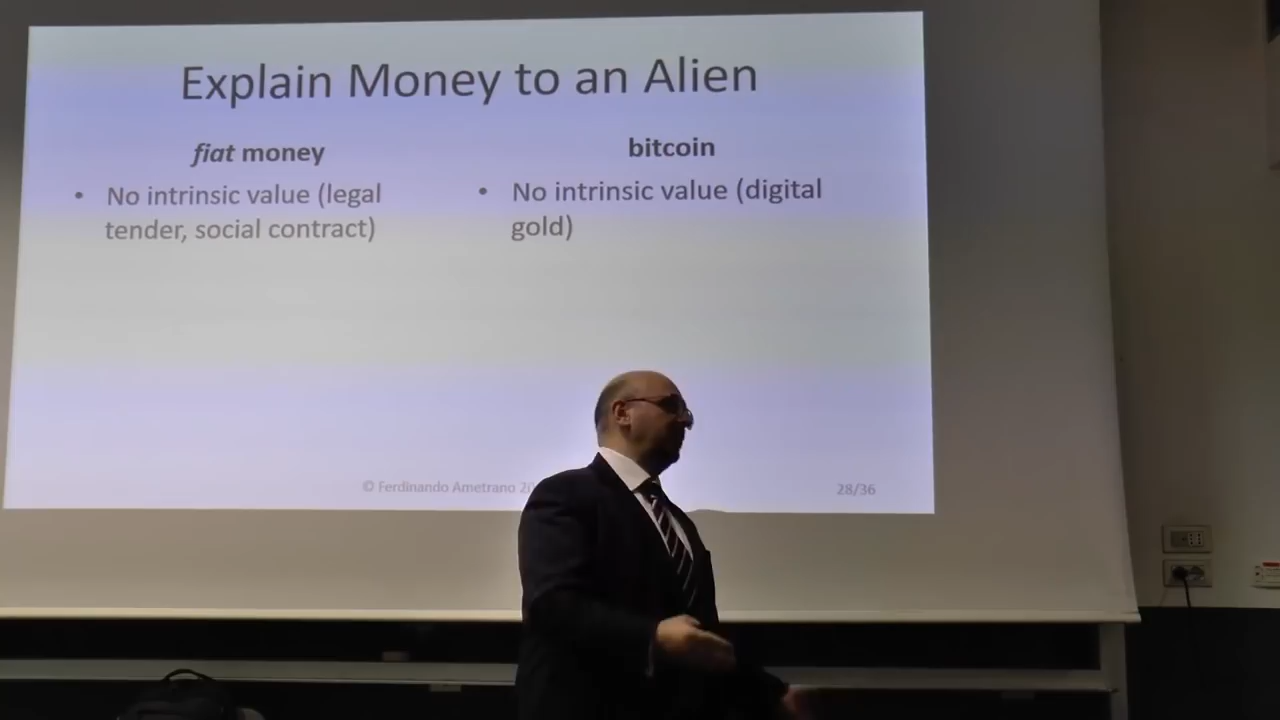 Explain Money to an Alien
fiat money
• No intrinsic value (legal
tender, social contract)
bitcoin
• No intrinsic value (digital
gold)
© Ferdinando Ametrano
28/36